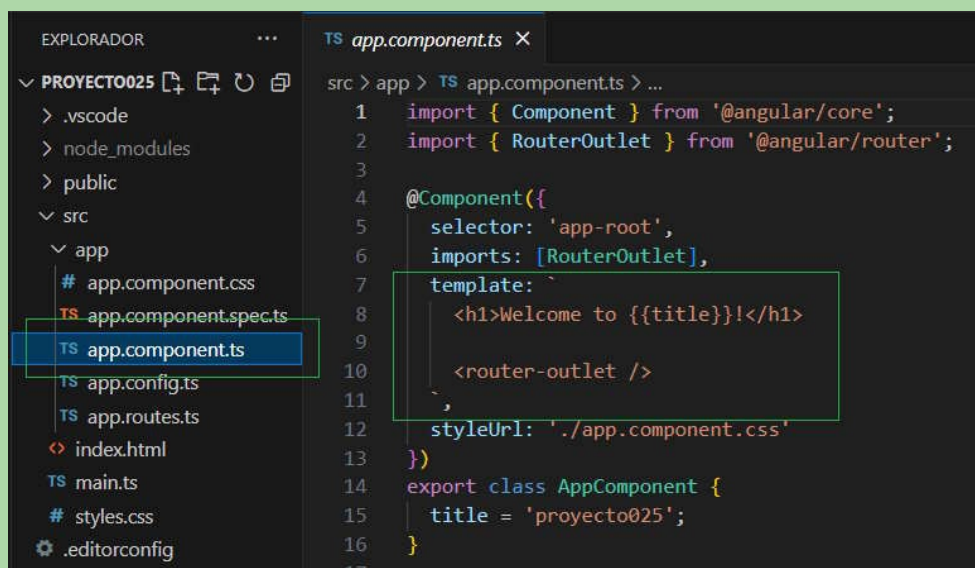 EXPLORADOR ...
PROYECTO025
.vscode
node_modules
public
src
app
# app.component.css
TS app.component.spec.ts
TS app.component.ts
TS app.config.ts
TS app.routes.ts
<> index.html
TS main.ts
# styles.css
.editorconfig
TS app.component.ts ×
src > app > TS app.component.ts > ...
1 import { Component } from '@angular/core';
2 import { RouterOutlet } from '@angular/router';
3
4 @Component({
5 selector: 'app-root',
6 imports: [RouterOutlet],
7 template: `
8 <h1>Welcome to {{title}}!</h1>
9
10 <router-outlet />
11 `,
12 styleUrl: './app.component.css'
13 })
14 export class AppComponent {
15 title = 'proyecto025';
16 }